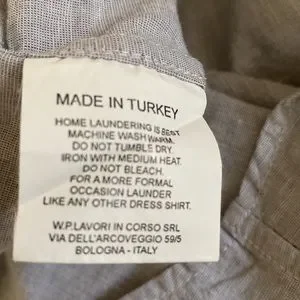 MADE IN TURKEY
HOME LAUNDERING IS BEST
MACHINE WASH WARM.
DO NOT TUMBLE DRY.
IRON WITH MEDIUM HEAT.
DO NOT BLEACH.
FOR A MORE FORMAL
OCCASION LAUNDER
LIKE ANY OTHER DRESS SHIRT.
W.P.LAVORI IN CORSO SRL
VIA DELL'ARCOVEGGIO 59/5
BOLOGNA - ITALY